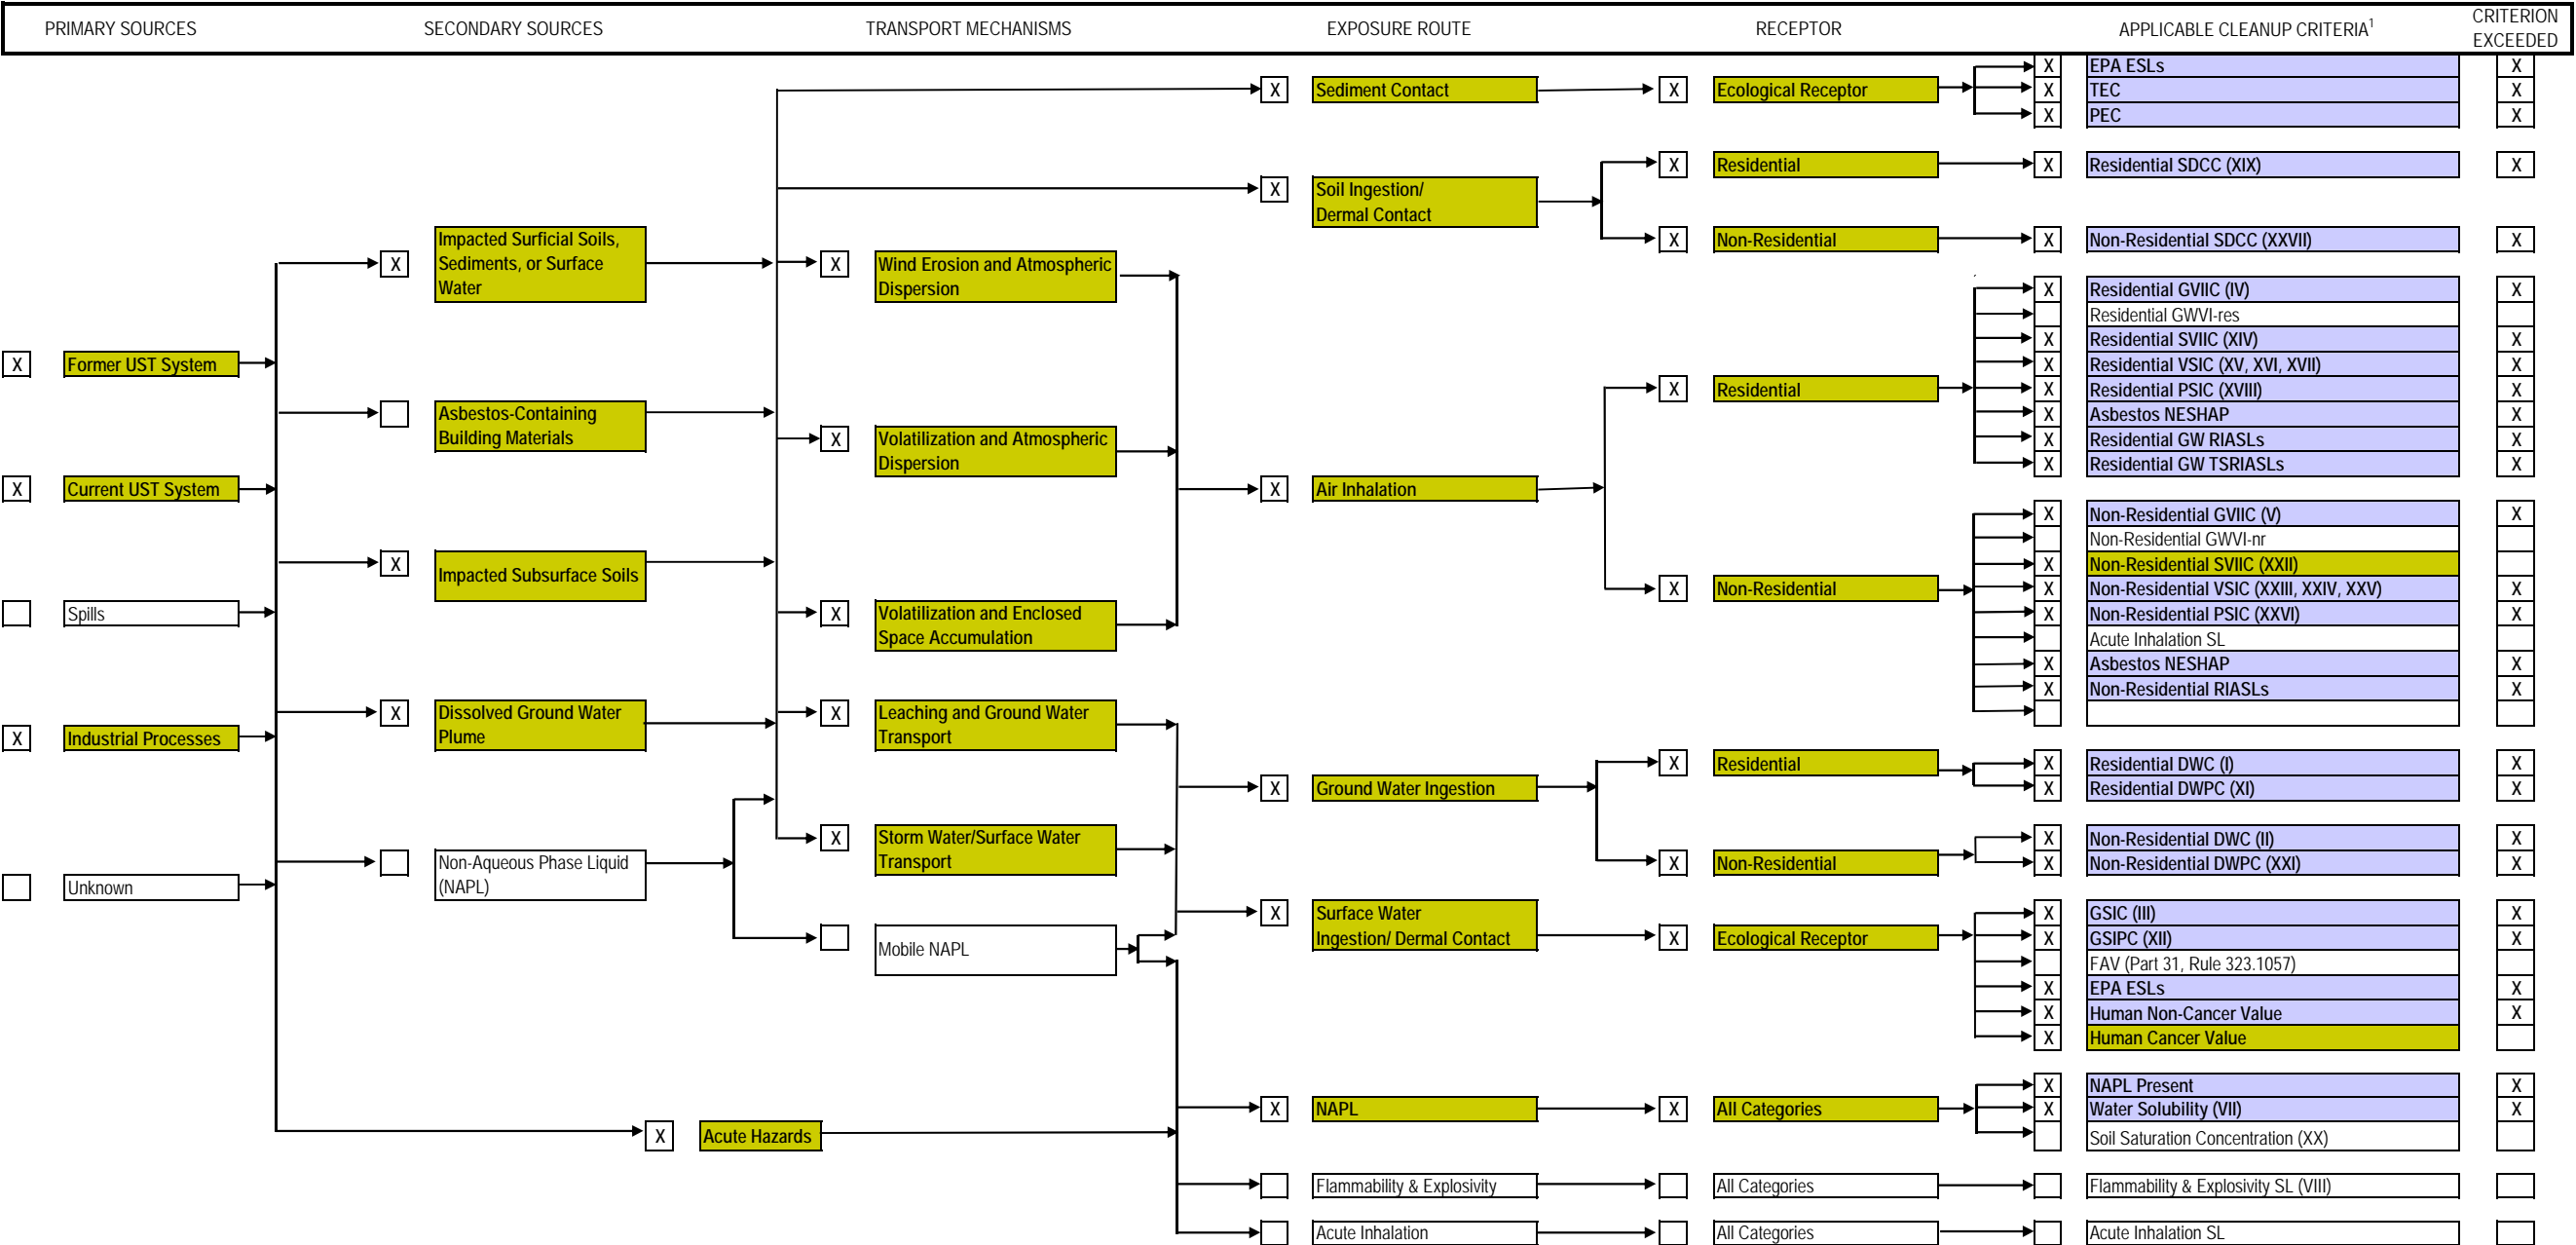 PRIMARY SOURCES
SECONDARY SOURCES
TRANSPORT MECHANISMS
EXPOSURE ROUTE
RECEPTOR
APPLICABLE CLEANUP CRITERIA¹
CRITERION
EXCEEDED
X Former UST System
X Current UST System
Spills
X Industrial Processes
Unknown
X Impacted Surficial Soils,
Sediments, or Surface
Water
Asbestos-Containing
Building Materials
X Impacted Subsurface Soils
X Dissolved Ground Water
Plume
Non-Aqueous Phase Liquid
(NAPL)
X Acute Hazards
X Wind Erosion and Atmospheric
Dispersion
X Volatilization and Atmospheric
Dispersion
X Volatilization and Enclosed
Space Accumulation
X Leaching and Ground Water
Transport
X Storm Water/Surface Water
Transport
Mobile NAPL
X Sediment Contact
X Ecological Receptor
X EPA ESLs X
X TEC X
X PEC X
X Soil Ingestion/
Dermal Contact
X Residential
X Residential SDCC (XIX) X
X Non-Residential
X Non-Residential SDCC (XXVII) X
X Air Inhalation
X Residential
X Residential GVIIC (IV) X
Residential GWVI-res
X Residential SVIIC (XIV) X
X Residential VSIC (XV, XVI, XVII) X
X Residential PSIC (XVIII) X
X Asbestos NESHAP X
X Residential GW RIASLs X
X Residential GW TSRIASLs X
X Non-Residential
X Non-Residential GVIIC (V) X
Non-Residential GWVI-nr
X Non-Residential SVIIC (XXII)
X Non-Residential VSIC (XXIII, XXIV, XXV) X
X Non-Residential PSIC (XXVI) X
Acute Inhalation SL
X Asbestos NESHAP X
X Non-Residential RIASLs X
X Ground Water Ingestion
X Residential
X Residential DWC (I) X
X Residential DWPC (XI) X
X Non-Residential
X Non-Residential DWC (II) X
X Non-Residential DWPC (XXI) X
X Surface Water
Ingestion/ Dermal Contact
X Ecological Receptor
X GSIC (III) X
X GSIPC (XII) X
FAV (Part 31, Rule 323.1057)
X EPA ESLs X
X Human Non-Cancer Value X
X Human Cancer Value
X NAPL
X All Categories
X NAPL Present X
X Water Solubility (VII) X
Soil Saturation Concentration (XX)
Flammability & Explosivity
All Categories
Flammability & Explosivity SL (VIII)
Acute Inhalation
All Categories
Acute Inhalation SL